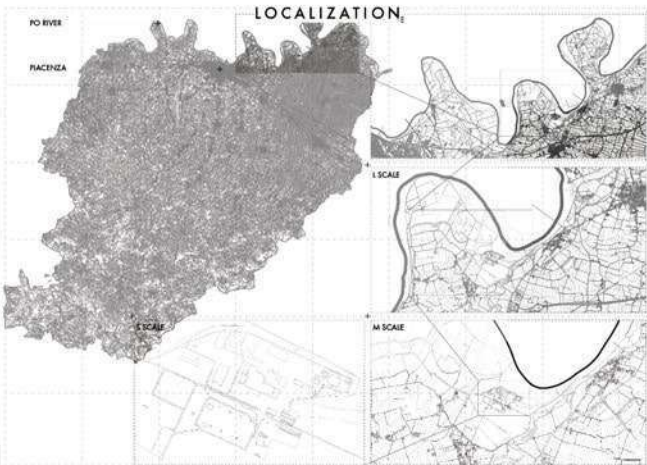 LOCALIZATION
PO RIVER
PIACENZA
L SCALE
S SCALE
M SCALE